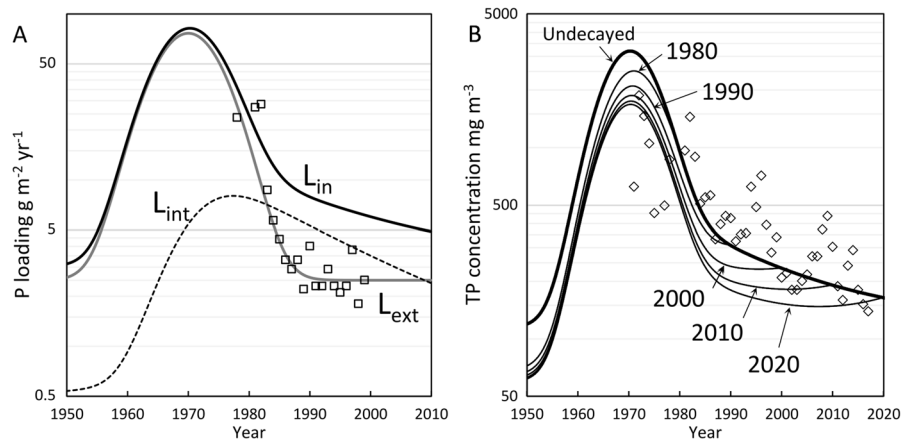 A
P loading g m-2 yr-1
50
5
0.5
Lin
Lint
Lext
1950 1960 1970 1980 1990 2000 2010
Year
B
TP concentration mg m-3
5000
500
50
Undecayed
1980
1990
2000
2010
2020
1950 1960 1970 1980 1990 2000 2010 2020
Year